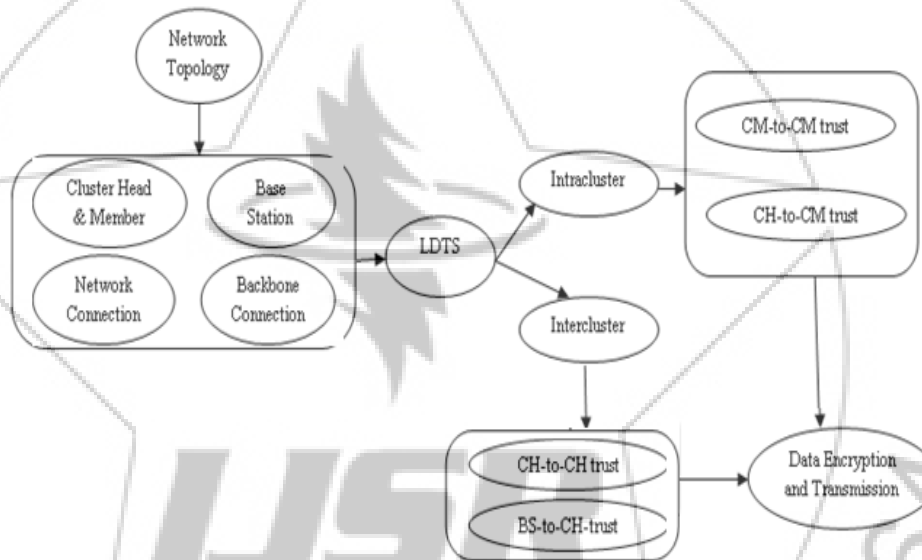 Network
Topology
Cluster Head
& Member
Base
Station
Network
Connection
Backbone
Connection
LDTS
Intracluster
Intercluster
CM-to-CM trust
CH-to-CM trust
CH-to-CH trust
BS-to-CH-trust
Data Encryption
and Transmission